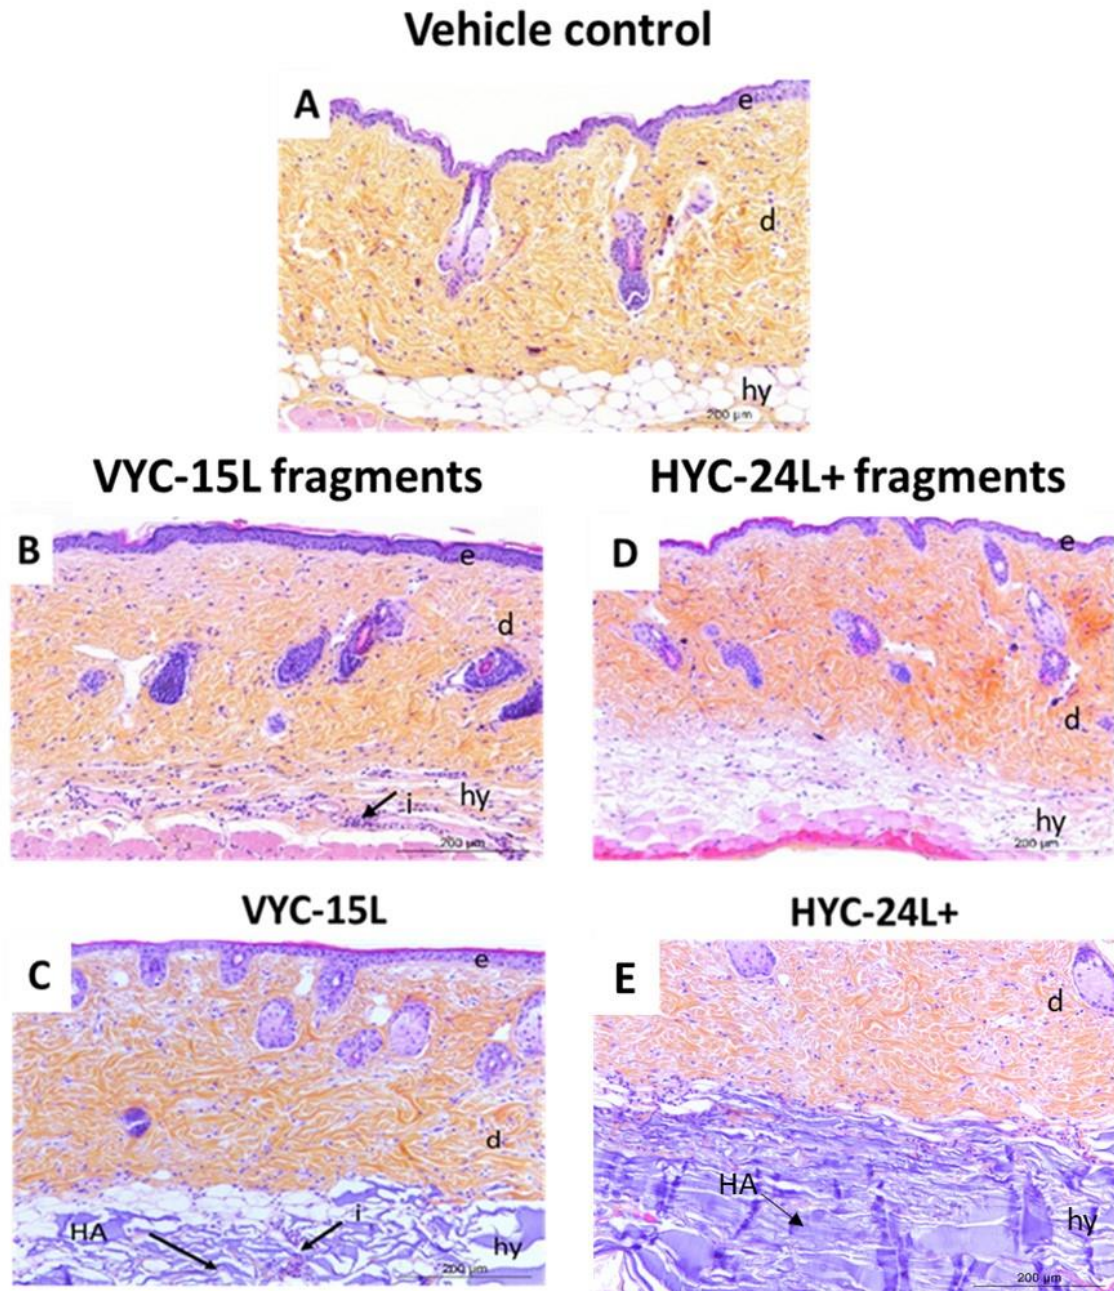 Vehicle control
A
e
d
hy
200 µm
VYC-15L fragments
HYC-24L+ fragments
B
e
d
hy
i
200 µm
D
e
d
hy
200 µm
VYC-15L
HYC-24L+
C
e
d
i
HA
hy
200 µm
E
d
HA
hy
200 µm